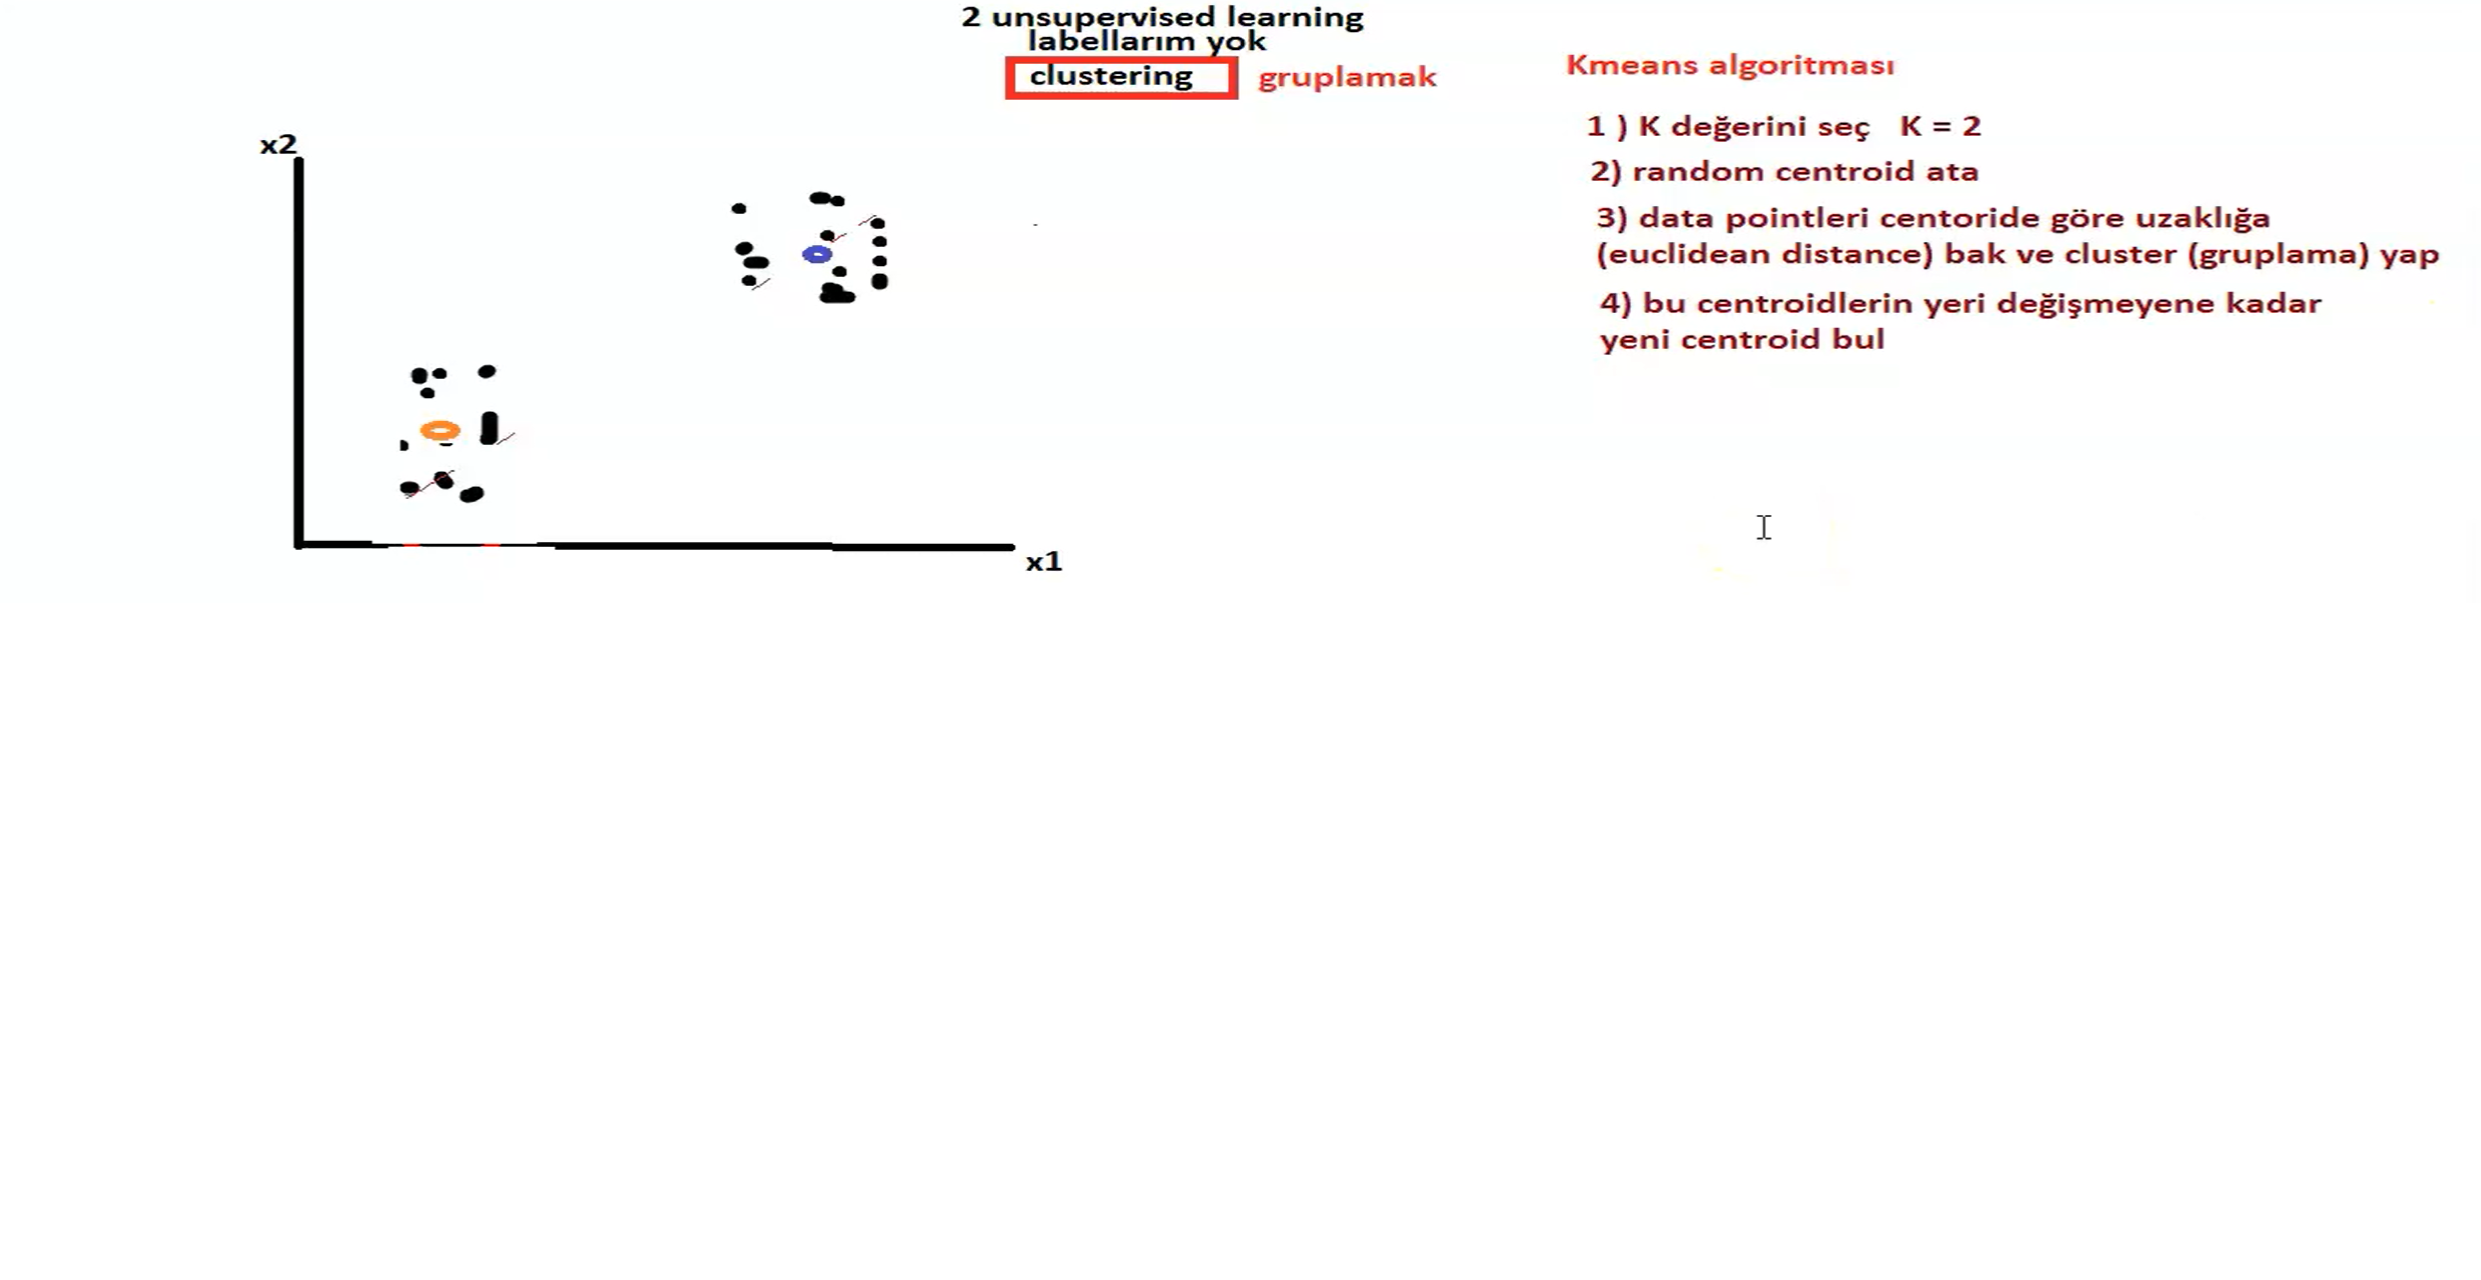 2 unsupervised learning
labellarım yok
clustering
gruplamak
Kmeans algoritması
1 ) K değerini seç K = 2
2) random centroid ata
3) data pointleri centoride göre uzaklığa
(euclidean distance) bak ve cluster (gruplama) yap
4) bu centroidlerin yeri değişmeyene kadar
yeni centroid bul
x2
x1